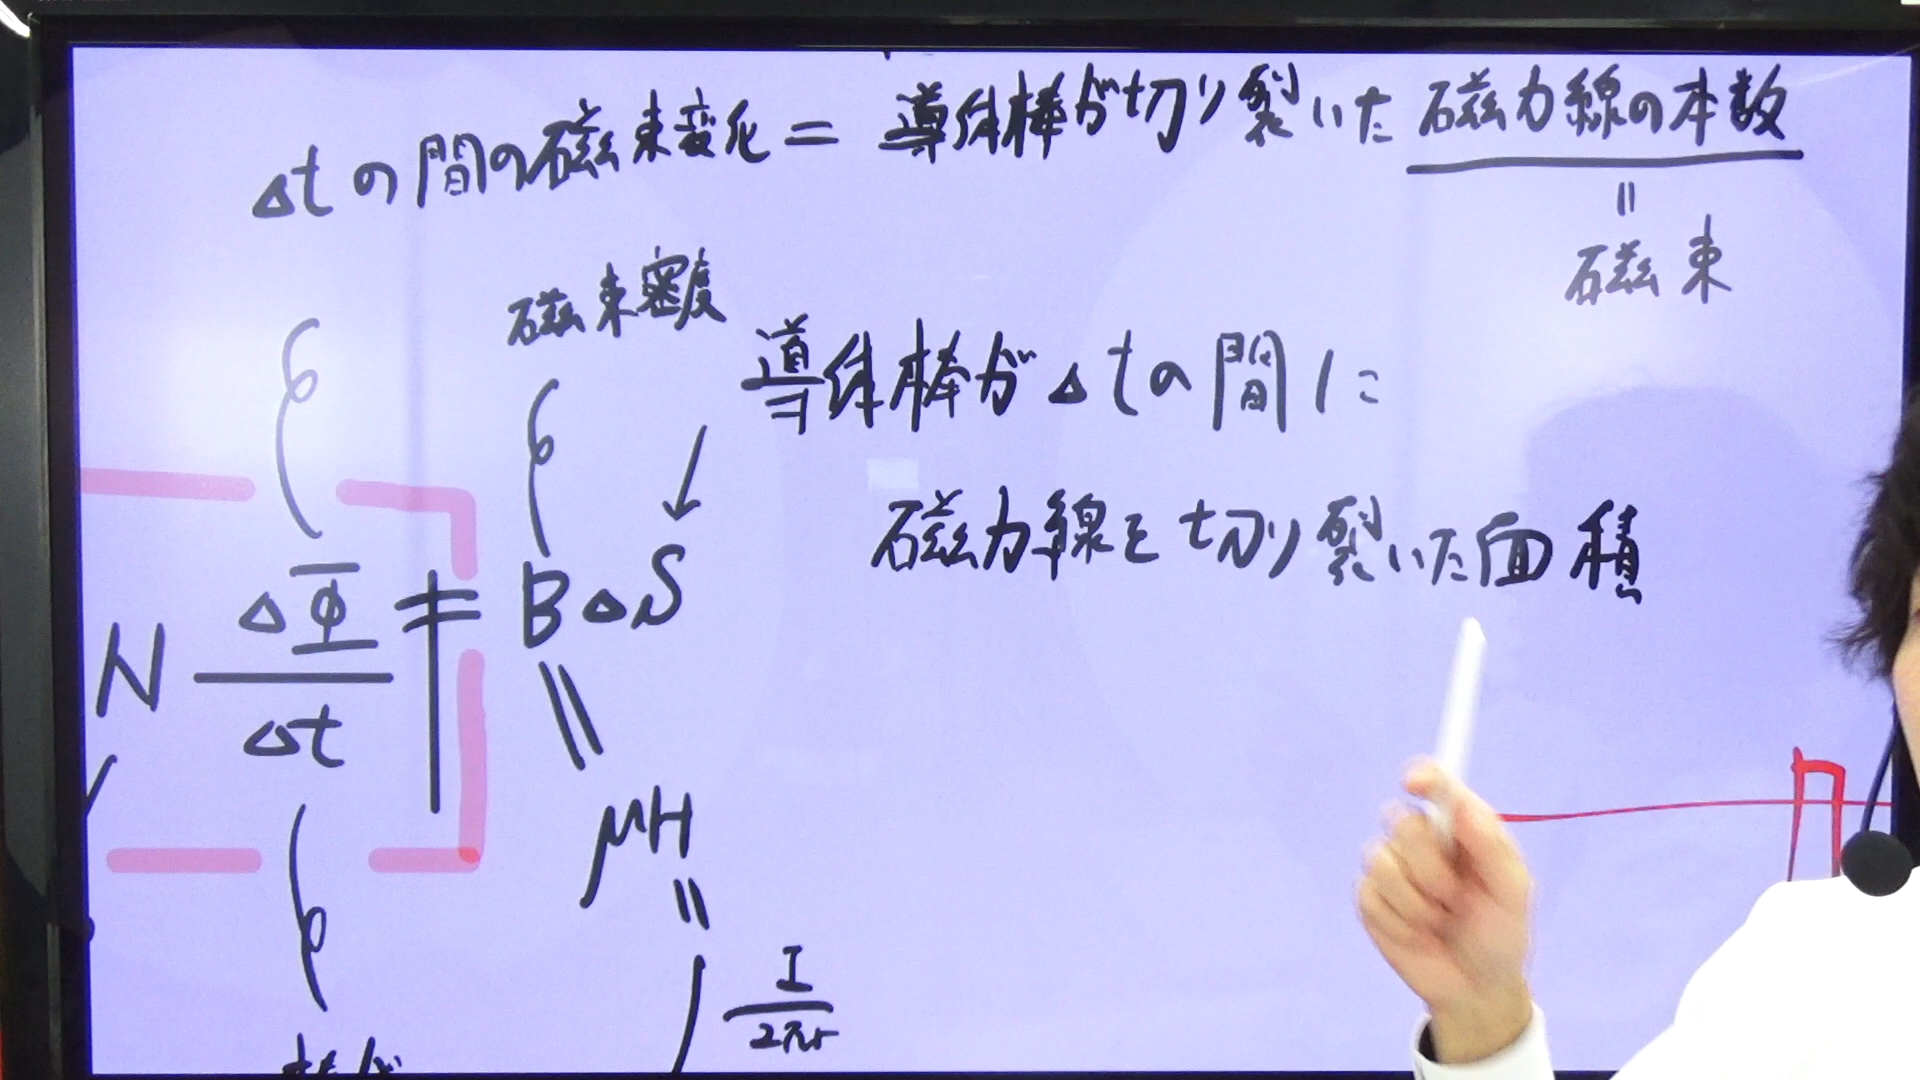 Δtの間の磁束変化 = 導体棒が切り裂いた磁力線の本数
=
磁束
磁束密度
導体棒がΔtの間に
磁力線を切り裂いた面積
N ΔΦ/Δt = BΔS
=
μH
=
I/2πr